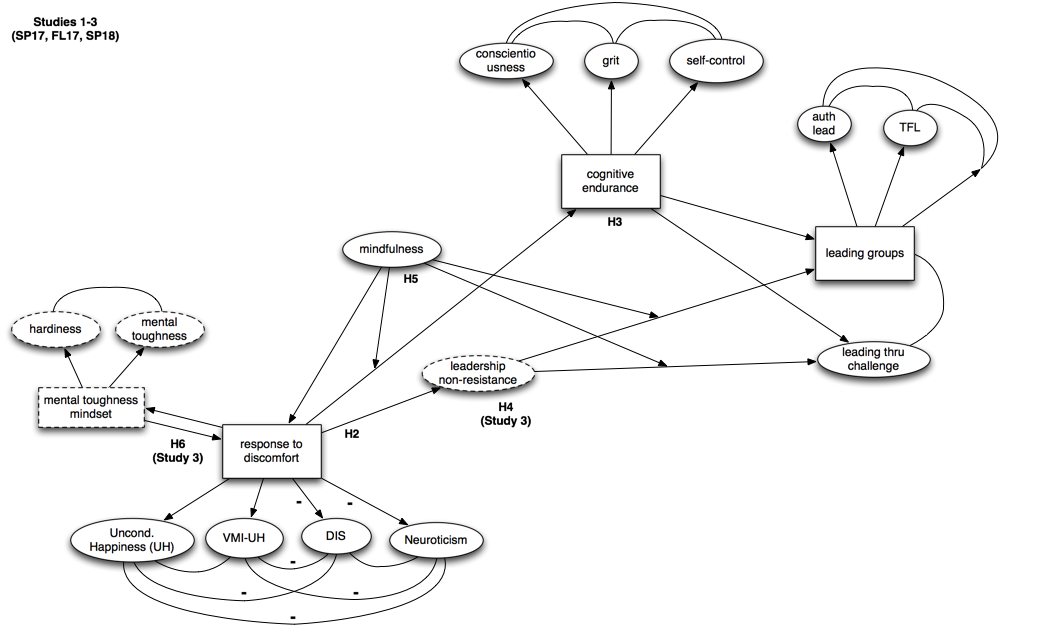 Studies 1-3
(SP17, FL17, SP18)
conscientio
usness
grit
self-control
auth
lead
TFL
cognitive
endurance
H3
mindfulness
H5
leading groups
hardiness
mental
toughness
leadership
non-resistance
leading thru
challenge
mental toughness
mindset
H4
(Study 3)
H2
H6
(Study 3)
response to
discomfort
-
-
Uncond.
Happiness (UH)
VMI-UH
DIS
Neuroticism
-
-
-
-